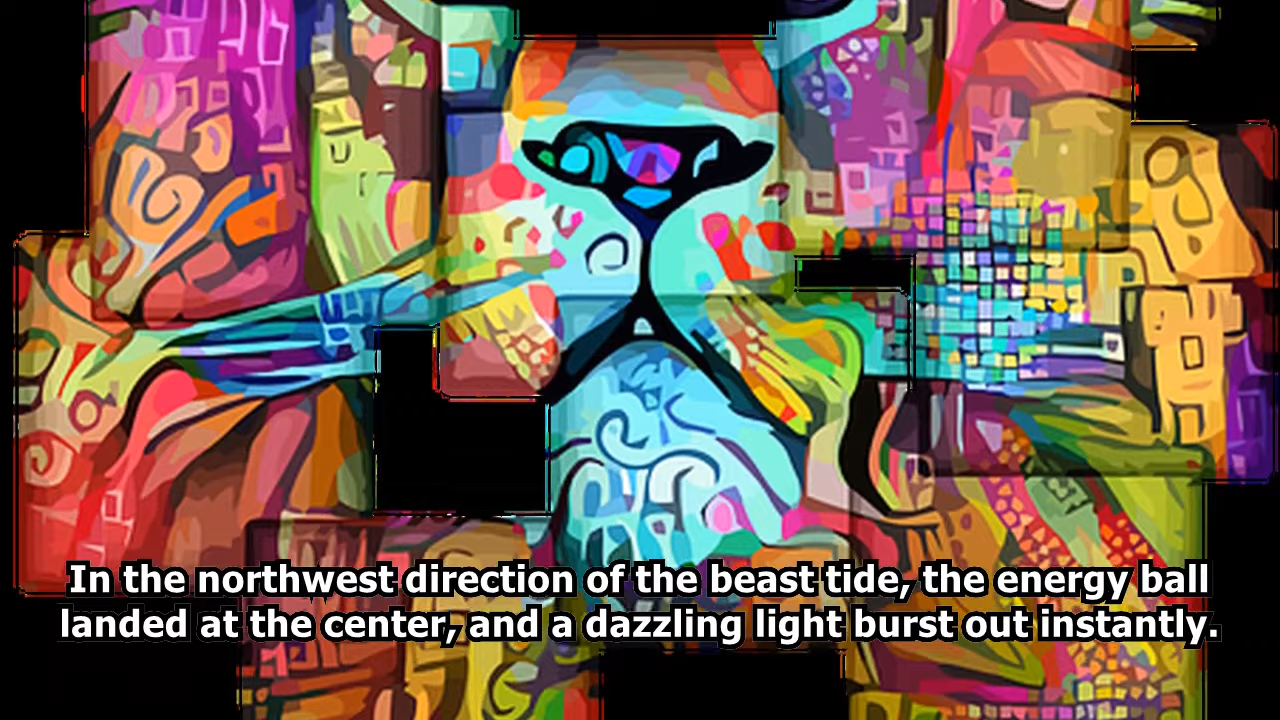 In the northwest direction of the beast tide, the energy ball
landed at the center, and a dazzling light burst out instantly.